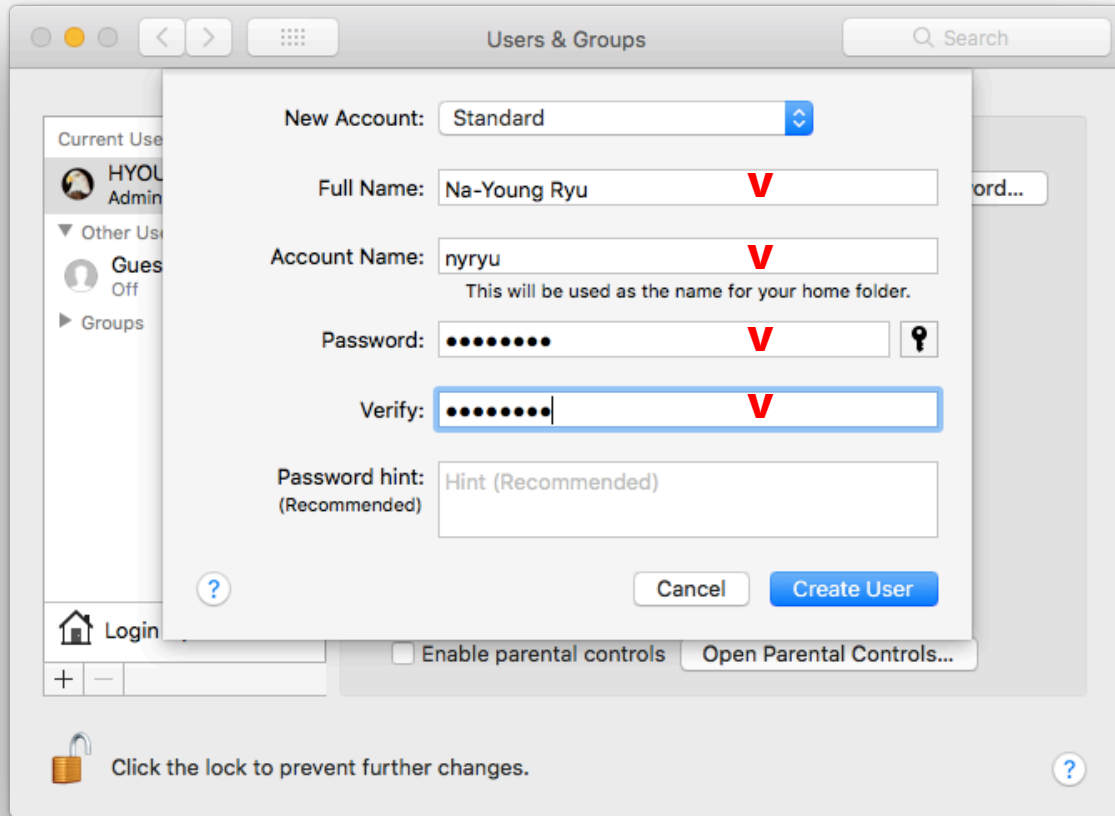 Users & Groups
Search
New Account: Standard
Current Use
HYOU
Admin
Full Name: Na-Young Ryu V
ord...
Other Use
Gues
Off
Account Name: nyryu V
This will be used as the name for your home folder.
Groups
Password: •••••••• V
Verify: •••••••• V
Password hint: Hint (Recommended)
(Recommended)
?
Cancel
Create User
Login
Enable parental controls
Open Parental Controls...
+ −
Click the lock to prevent further changes.
?